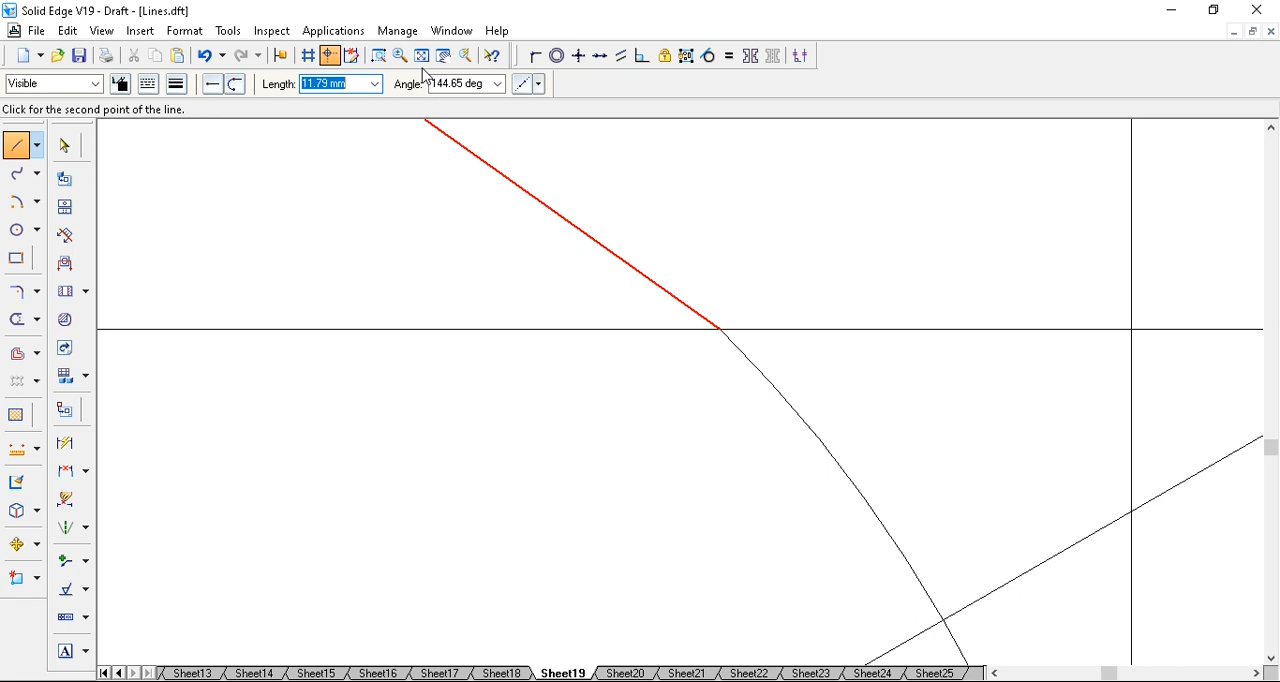 Solid Edge V19 - Draft - [Lines.dft]
File Edit View Insert Format Tools Inspect Applications Manage Window Help
Visible Length: 11.79 mm Angle: 144.65 deg
Click for the second point of the line.
A
Sheet13 Sheet14 Sheet15 Sheet16 Sheet17 Sheet18 Sheet19 Sheet20 Sheet21 Sheet22 Sheet23 Sheet24 Sheet25